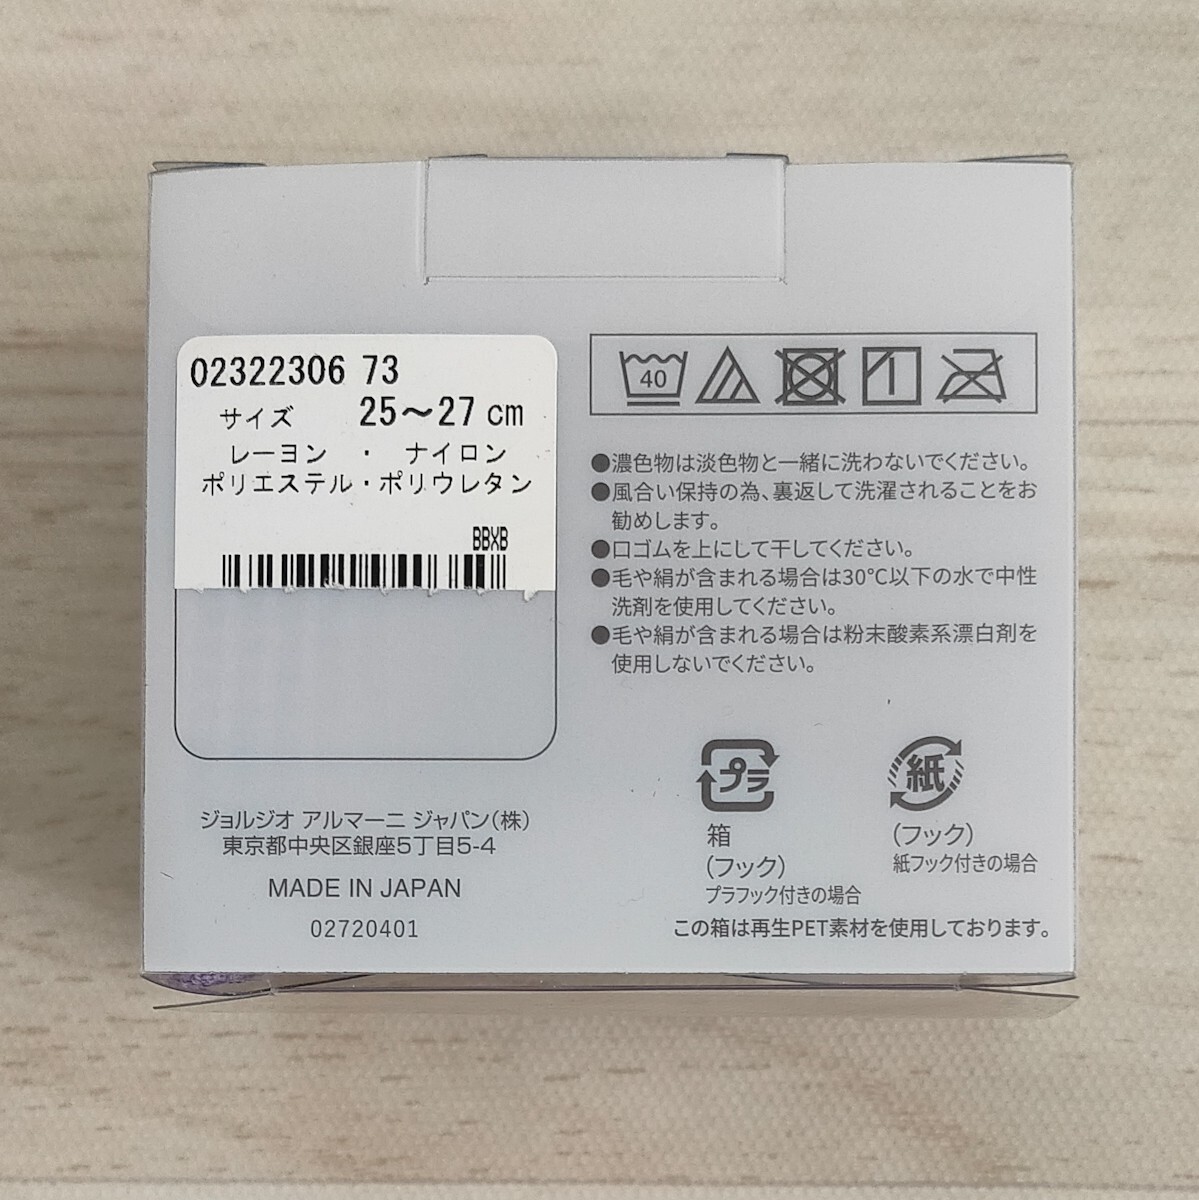 02322306 73
サイズ 25～27 cm
レーヨン ・ ナイロン
ポリエステル・ポリウレタン
BBXB
40
●濃色物は淡色物と一緒に洗わないでください。
●風合い保持の為、裏返して洗濯されることをお
勧めします。
●口ゴムを上にして干してください。
●毛や絹が含まれる場合は30℃以下の水で中性
洗剤を使用してください。
●毛や絹が含まれる場合は粉末酸素系漂白剤を
使用しないでください。
プラ
箱
(フック)
プラフック付きの場合
紙
(フック)
紙フック付きの場合
この箱は再生PET素材を使用しております。
ジョルジオ アルマーニ ジャパン(株)
東京都中央区銀座5丁目5-4
MADE IN JAPAN
02720401